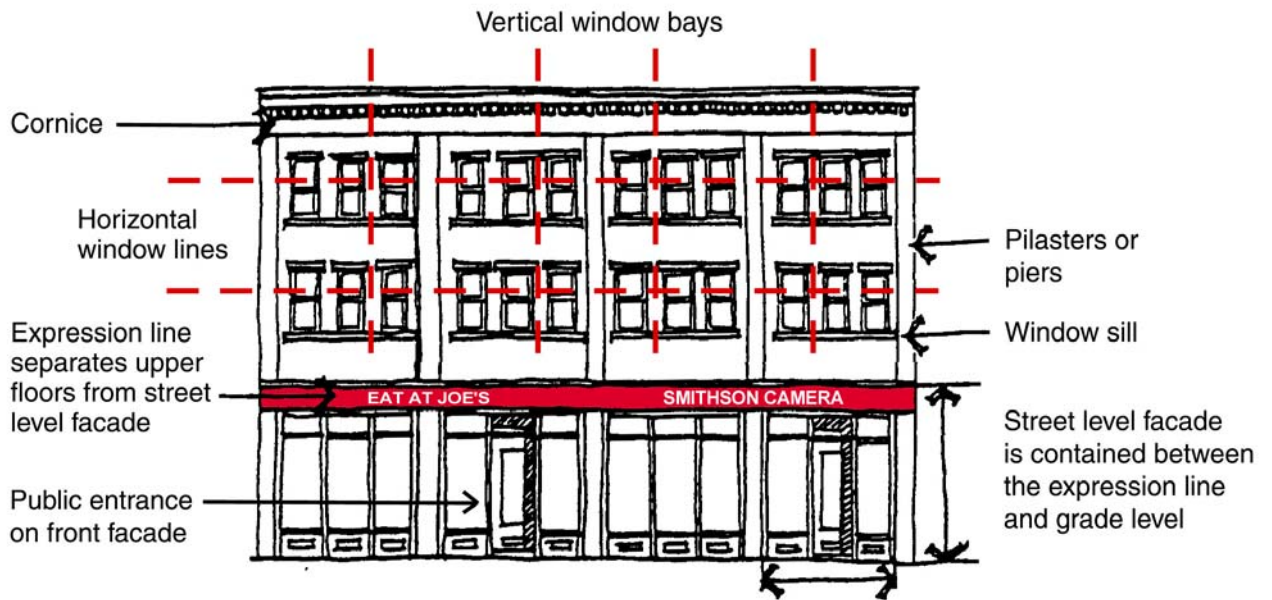 Vertical window bays
Cornice
Horizontal
window lines
Pilasters or
piers
Window sill
Expression line
separates upper
floors from street
level facade
EAT AT JOE'S
SMITHSON CAMERA
Street level facade
is contained between
the expression line
and grade level
Public entrance
on front facade